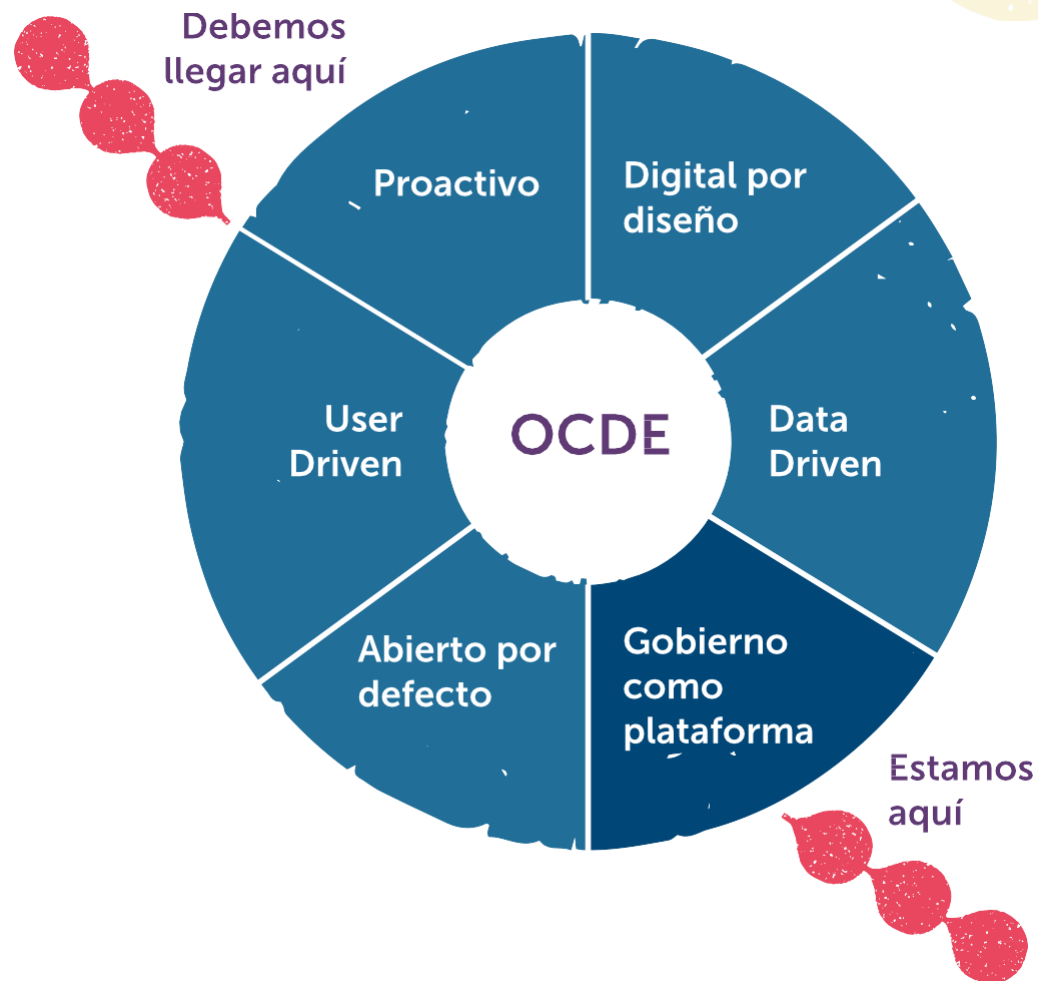 Debemos
llegar aquí
Proactivo
Digital por
diseño
User
Driven
OCDE
Data
Driven
Abierto por
defecto
Gobierno
como
plataforma
Estamos
aquí